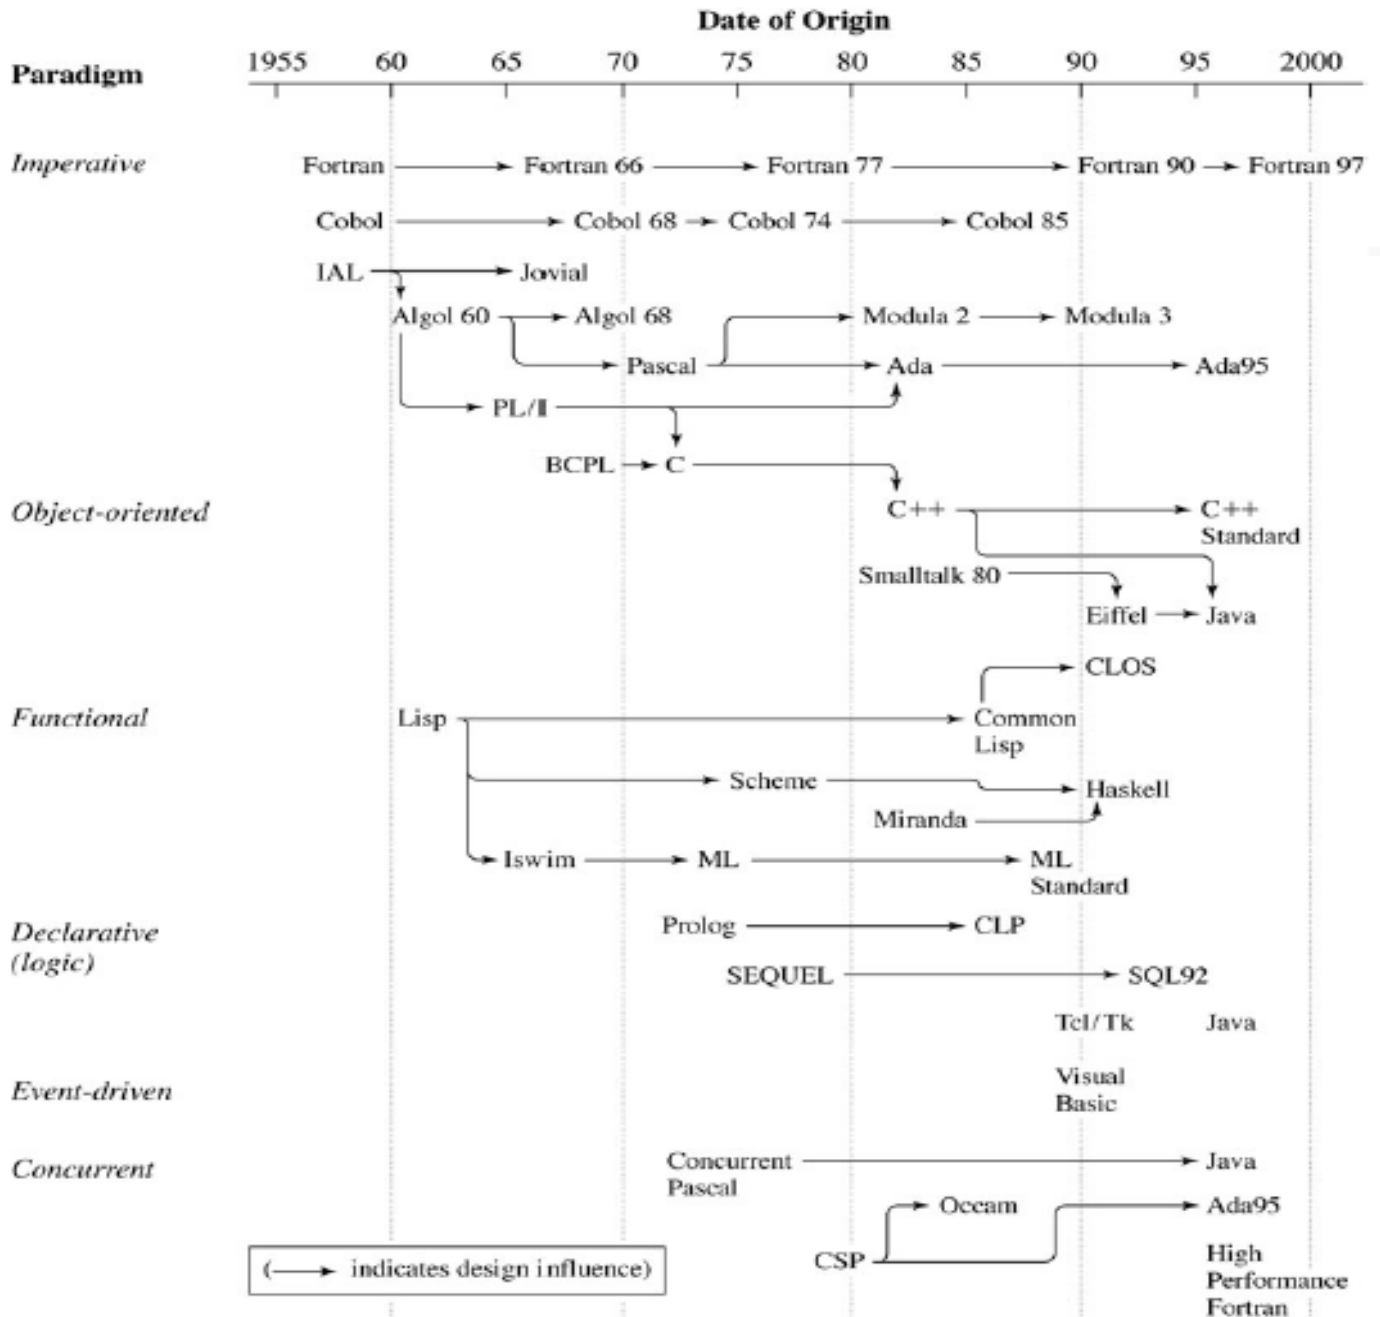 Date of Origin
1955 60 65 70 75 80 85 90 95 2000
Paradigm
Imperative
Fortran Fortran 66 Fortran 77 Fortran 90 Fortran 97
Cobol Cobol 68 Cobol 74 Cobol 85
IAL Jovial
Algol 60 Algol 68 Modula 2 Modula 3
Pascal Ada Ada95
PL/I
BCPL C
Object-oriented
C++ C++
Standard
Smalltalk 80
Eiffel Java
CLOS
Functional
Lisp Common
Lisp
Scheme Haskell
Miranda
Iswim ML ML
Standard
Prolog CLP
Declarative
(logic)
SEQUEL SQL92
Tcl/Tk Java
Visual
Event-driven
Basic
Concurrent Java
Concurrent
Pascal
Occam Ada95
CSP High
( indicates design influence) Performance
Fortran